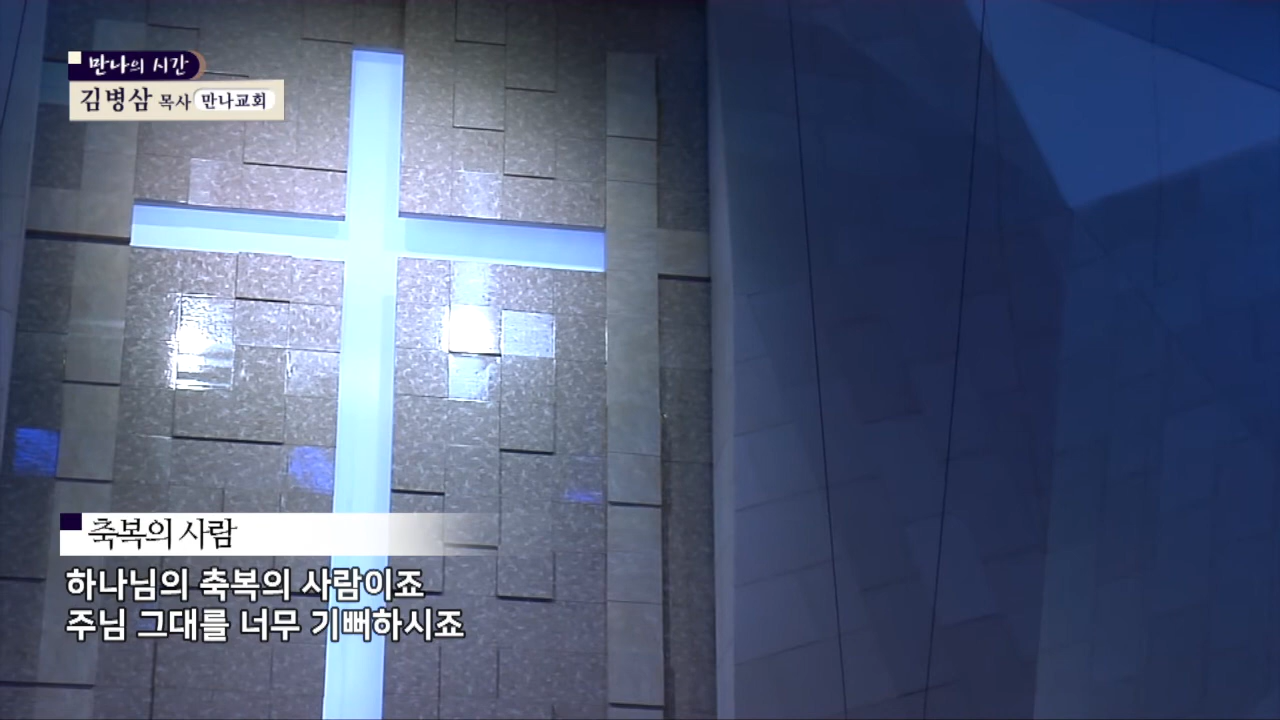 만나의 시간
김병삼 목사 만나교회
축복의 사람
하나님의 축복의 사람이죠
주님 그대를 너무 기뻐하시죠